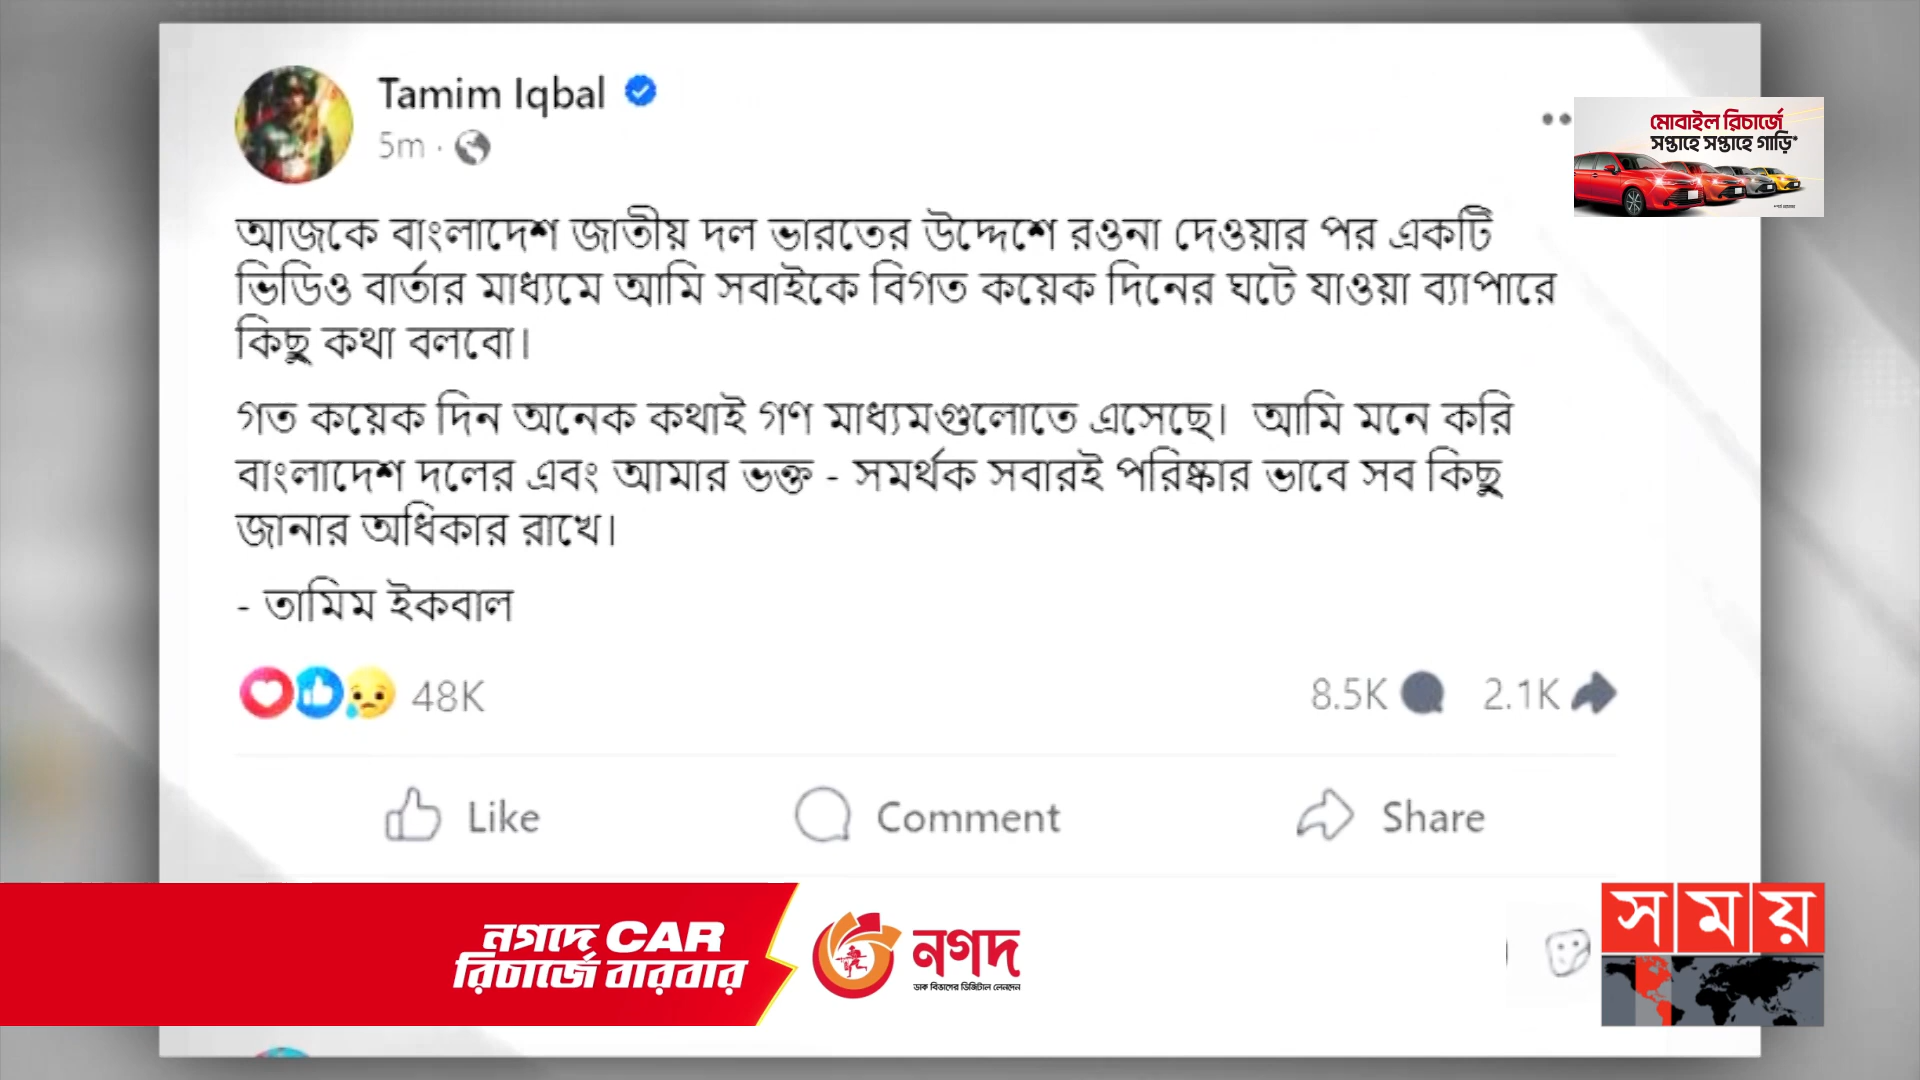 Tamim Iqbal
5m ·
মোবাইল রিচার্জে
সপ্তাহে সপ্তাহে গাড়ি*
আজকে বাংলাদেশ জাতীয় দল ভারতের উদ্দেশে রওনা দেওয়ার পর একটি
ভিডিও বার্তার মাধ্যমে আমি সবাইকে বিগত কয়েক দিনের ঘটে যাওয়া ব্যাপারে
কিছু কথা বলবো।
গত কয়েক দিন অনেক কথাই গণ মাধ্যমগুলোতে এসেছে। আমি মনে করি
বাংলাদেশ দলের এবং আমার ভক্ত - সমর্থক সবারই পরিষ্কার ভাবে সব কিছু
জানার অধিকার রাখে।
- তামিম ইকবাল
48K
8.5K 2.1K
Like Comment Share
নগদে CAR
রিচার্জে বারবার
নগদ
ডাক বিভাগের ডিজিটাল লেনদেন
সময়